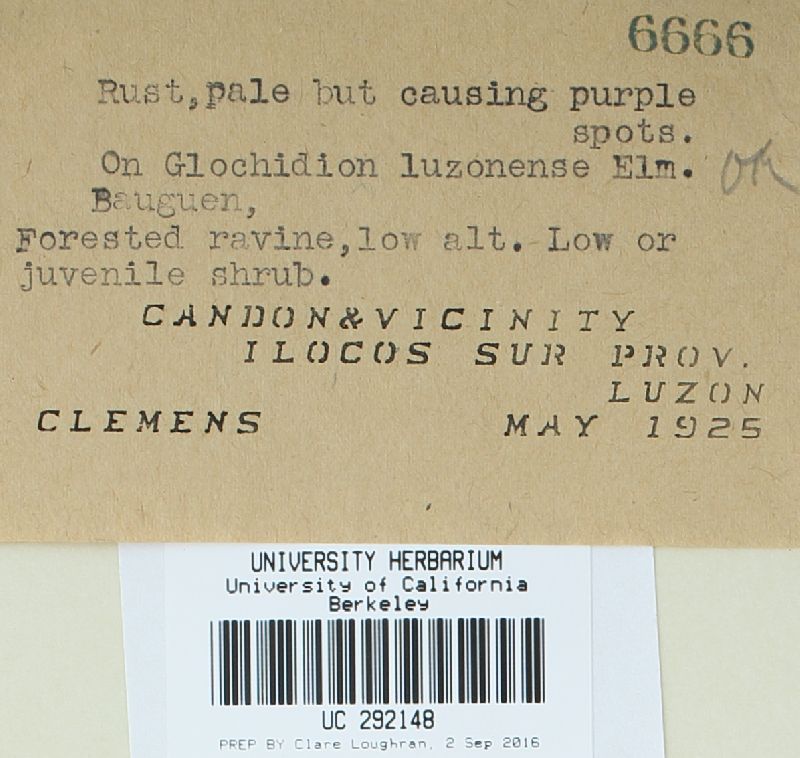 6666
Rust,pale but causing purple
spots.
On Glochidion luzonense Elm. OK
Bauguen,
Forested ravine,low alt. Low or
juvenile shrub.
CANDON&VICINITY
ILOCOS SUR PROV.
LUZON
CLEMENS MAY 1925
UNIVERSITY HERBARIUM
University of California
Berkeley
UC 292148
PREP BY Clare Loughran, 2 Sep 2016